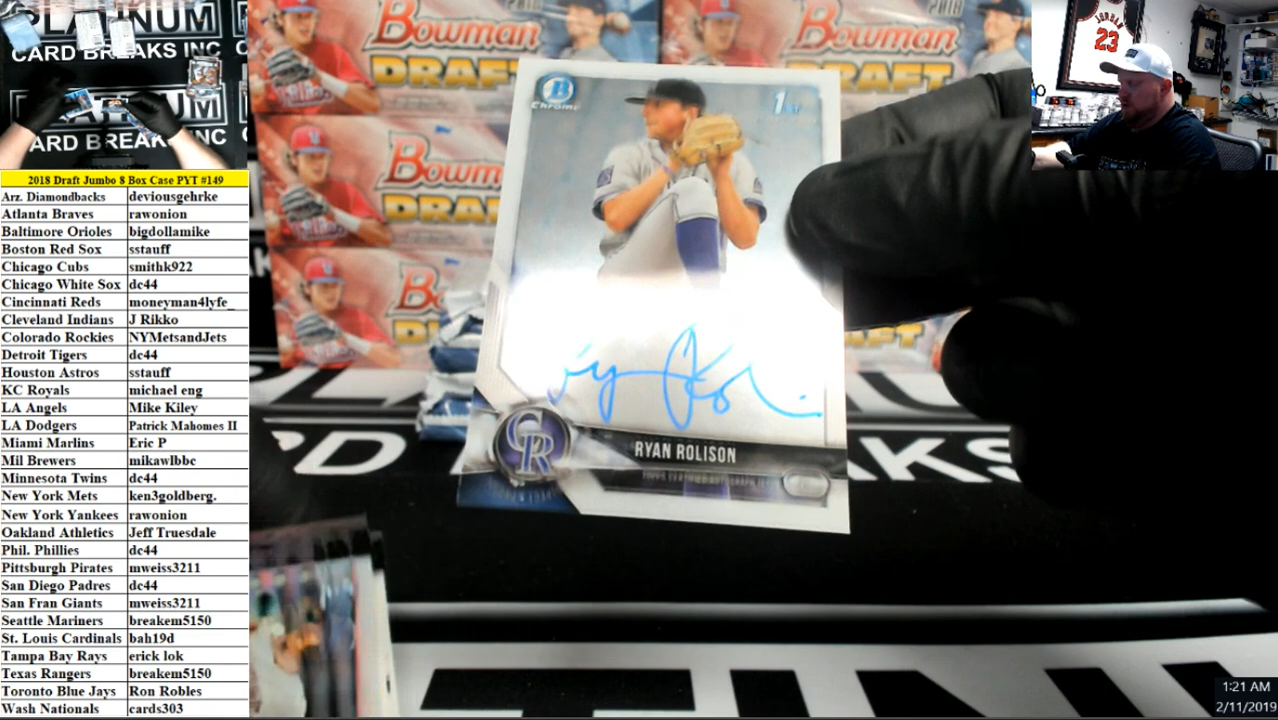 PLATINUM
CARD BREAKS INC
CARD BREAKS INC
2018 Draft Jumbo 8 Box Case PYT #149
Arz. Diamondbacks deviousgehrke
Atlanta Braves rawonion
Baltimore Orioles bigdollamike
Boston Red Sox sstauff
Chicago Cubs smithk922
Chicago White Sox dc44
Cincinnati Reds moneyman4lyfe_
Cleveland Indians J Rikko
Colorado Rockies NYMetsandJets
Detroit Tigers dc44
Houston Astros sstauff
KC Royals michael eng
LA Angels Mike Kiley
LA Dodgers Patrick Mahomes II
Miami Marlins Eric P
Mil Brewers mikawlbbc
Minnesota Twins dc44
New York Mets ken3goldberg.
New York Yankees rawonion
Oakland Athletics Jeff Truesdale
Phil. Phillies dc44
Pittsburgh Pirates mweiss3211
San Diego Padres dc44
San Fran Giants mweiss3211
Seattle Mariners breakem5150
St. Louis Cardinals bah19d
Tampa Bay Rays erick lok
Texas Rangers breakem5150
Toronto Blue Jays Ron Robles
Wash Nationals cards303
2018
Bowman
DRAFT
2018
Bowman
DRAFT
B
Chrome
1st
CR
RYAN ROLISON
JORDAN
23
1:21 AM
2/11/2019